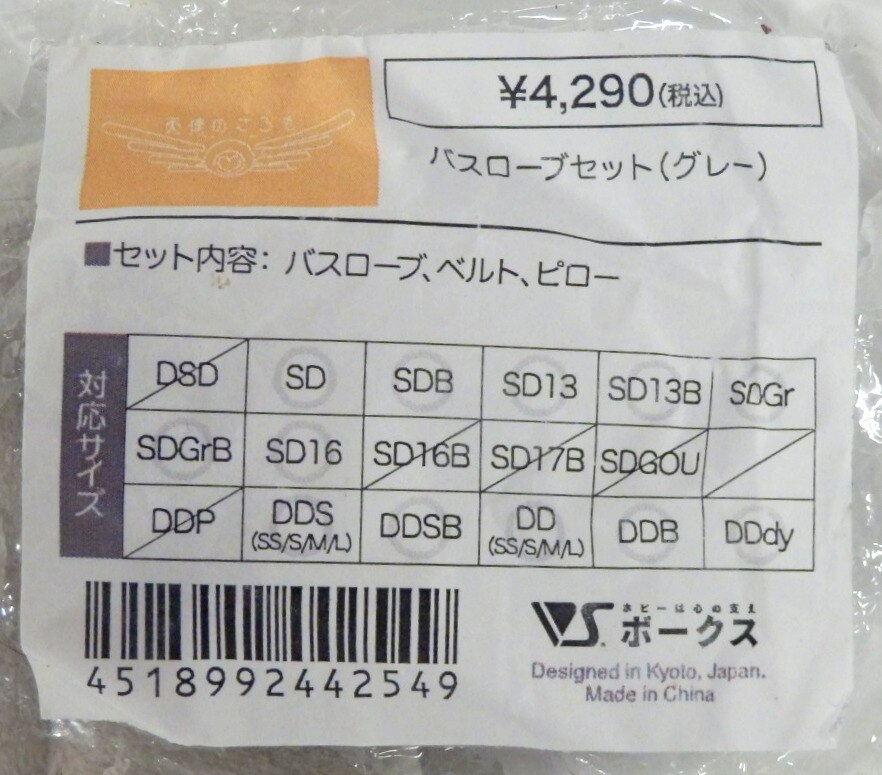 天使のころも
¥4,290(税込)
バスローブセット(グレー)
■セット内容: バスローブ、ベルト、ピロー
対応サイズ
DSD SD SDB SD13 SD13B SDGr
SDGrB SD16 SD16B SD17B SDGOU
DDP DDS (SS/S/M/L) DDSB DD (SS/S/M/L) DDB DDdy
4518992442549
VS.
ホビーは心の支え
ボークス
Designed in Kyoto, Japan.
Made in China